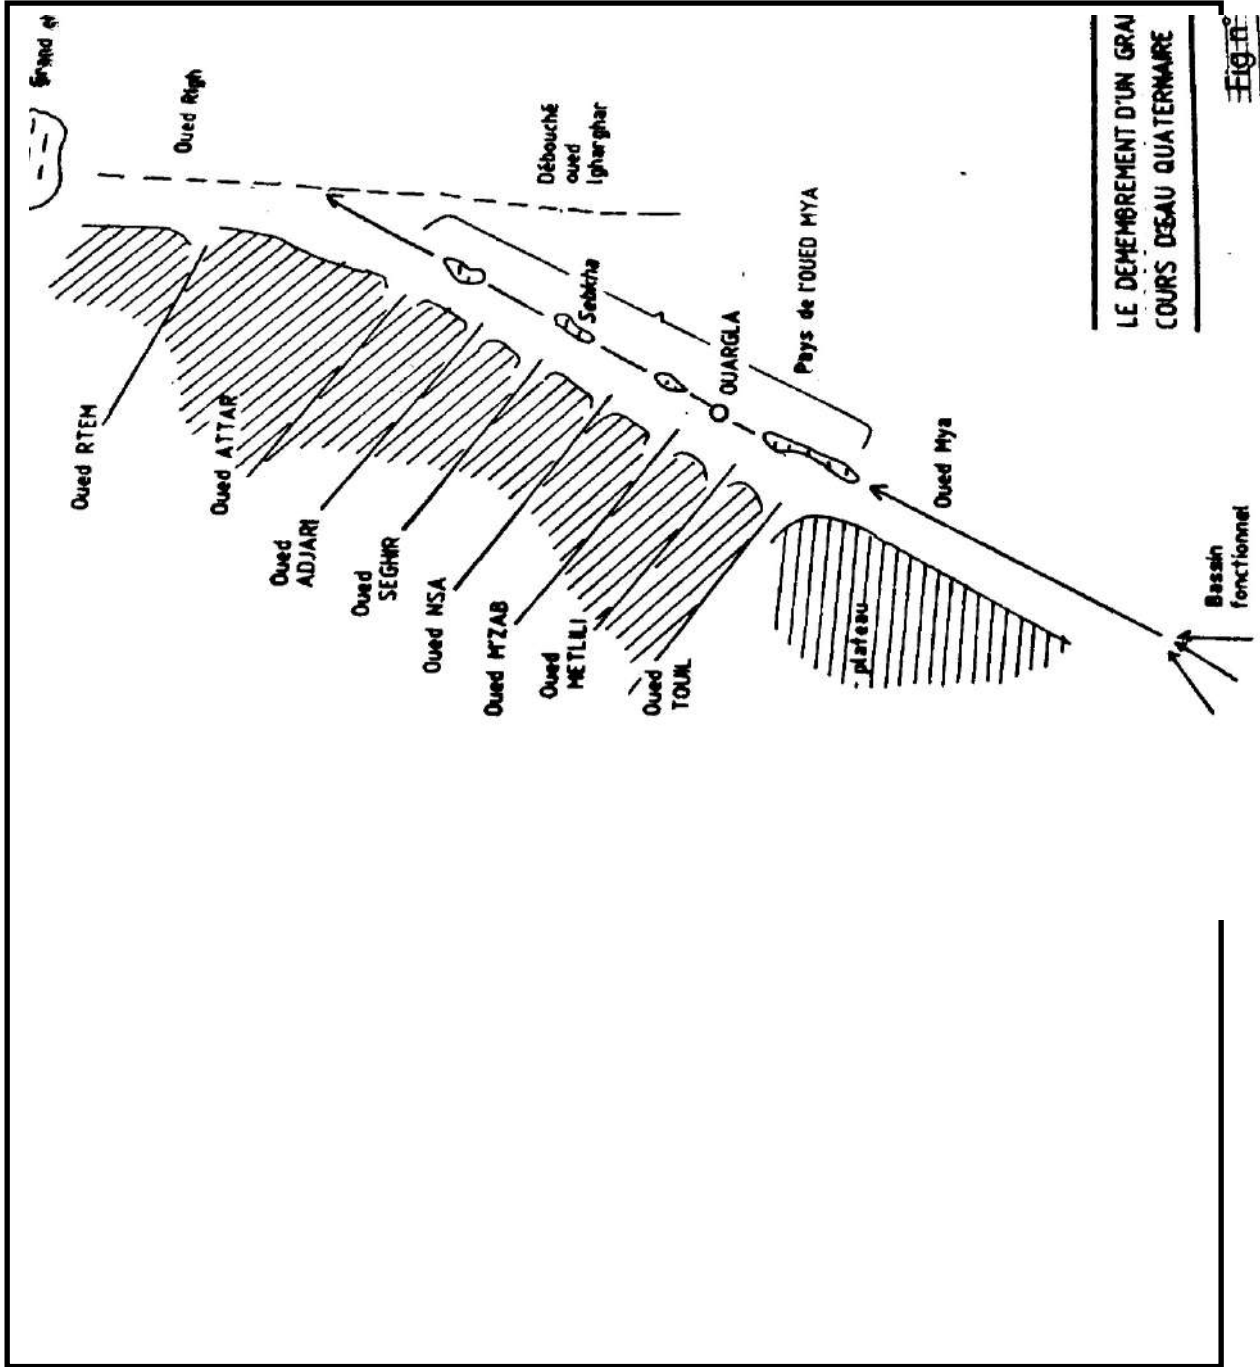 Grand
Oued Righ
Débouché
oued
Igharghar
Oued RTEM
Oued ATTAR
Oued
ADJARI
Oued
SEGHIR
Oued NSA
Oued M'ZAB
Oued
METLILI
Oued
TOUIL
Sebkha
OUARGLA
Pays de l'OUED MYA
plateau
Oued Mya
Bassin
fonctionnel
LE DEMEMBREMENT D'UN GRA
COURS D'EAU QUATERNAIRE
Fig n°